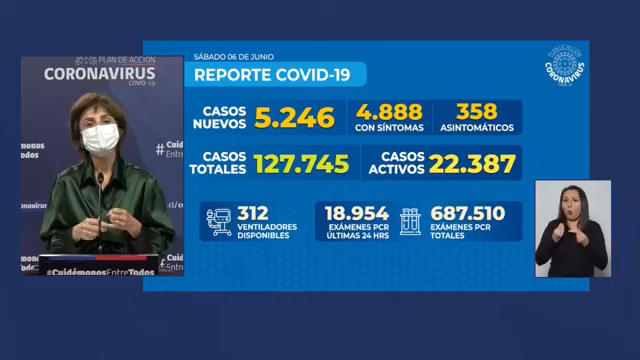 PLAN DE ACCIÓN
CORONAVIRUS
COVID-19
#Cuidémonos
EntreTodos
#CuidémonosEntreTodos
SÁBADO 06 DE JUNIO
REPORTE COVID-19
CASOS
NUEVOS
5.246
4.888
CON SÍNTOMAS
358
ASINTOMÁTICOS
CASOS
TOTALES
127.745
CASOS
ACTIVOS
22.387
312
VENTILADORES
DISPONIBLES
18.954
EXÁMENES PCR
ÚLTIMAS 24 HRS
687.510
EXÁMENES PCR
TOTALES
PLAN DE ACCIÓN
CORONAVIRUS